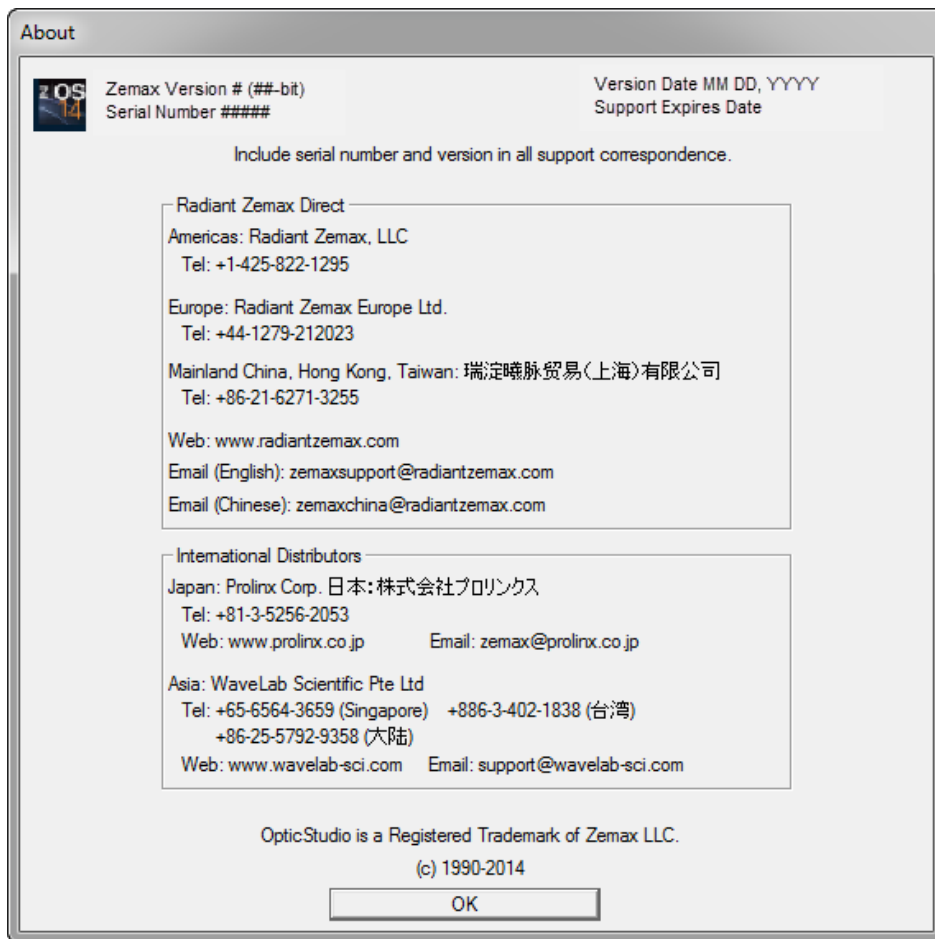 About
z OS
14
Zemax Version # (##-bit)
Serial Number #####
Version Date MM DD, YYYY
Support Expires Date
Include serial number and version in all support correspondence.
Radiant Zemax Direct
Americas: Radiant Zemax, LLC
Tel: +1-425-822-1295
Europe: Radiant Zemax Europe Ltd.
Tel: +44-1279-212023
Mainland China, Hong Kong, Taiwan: 瑞淀曦脉贸易(上海)有限公司
Tel: +86-21-6271-3255
Web: www.radiantzemax.com
Email (English): zemaxsupport@radiantzemax.com
Email (Chinese): zemaxchina@radiantzemax.com
International Distributors
Japan: Prolinx Corp. 日本:株式会社プロリンクス
Tel: +81-3-5256-2053
Web: www.prolinx.co.jp Email: zemax@prolinx.co.jp
Asia: WaveLab Scientific Pte Ltd
Tel: +65-6564-3659 (Singapore) +886-3-402-1838 (台湾)
+86-25-5792-9358 (大陆)
Web: www.wavelab-sci.com Email: support@wavelab-sci.com
OpticStudio is a Registered Trademark of Zemax LLC.
(c) 1990-2014
OK